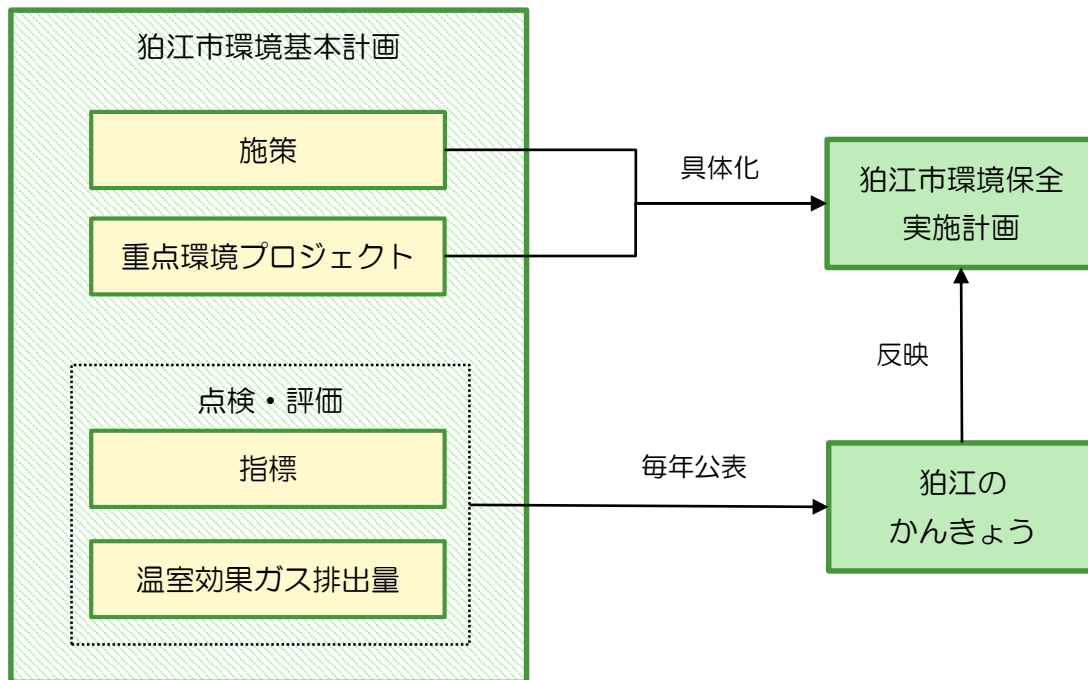 狛江市環境基本計画
施策
重点環境プロジェクト
点検・評価
指標
温室効果ガス排出量
具体化
狛江市環境保全
実施計画
反映
毎年公表
狛江の
かんきょう